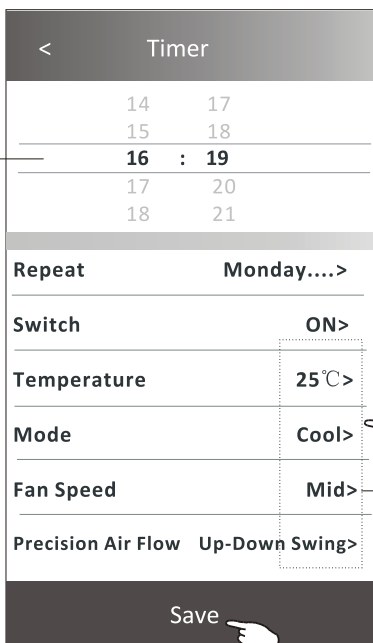 < Timer
14 17
15 18
16 : 19
17 20
18 21
Repeat Monday....>
Switch ON>
Temperature 25℃>
Mode Cool>
Fan Speed Mid>
Precision Air Flow Up-Down Swing>
Save